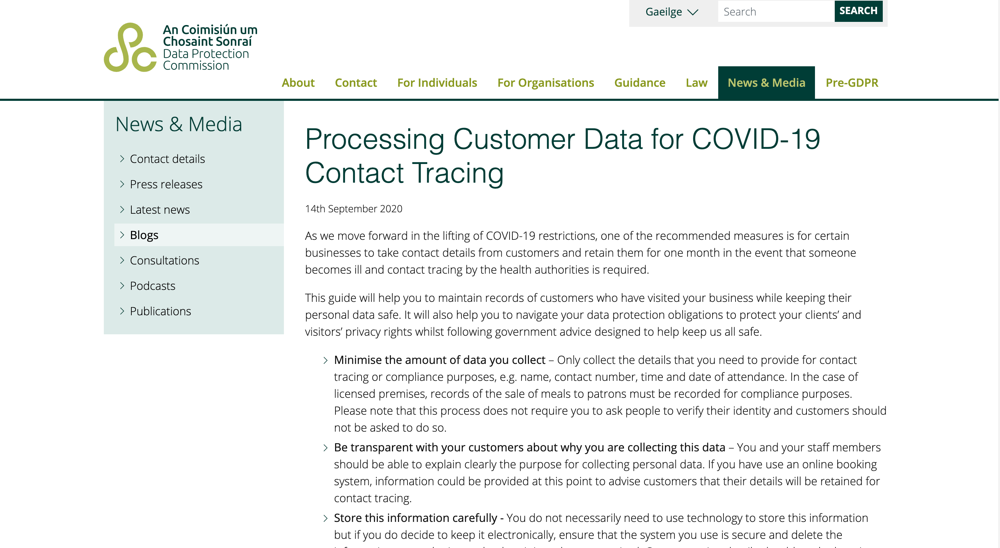 Gaeilge
Search
SEARCH
An Coimisiún um
Chosaint Sonraí
Data Protection
Commission
About
Contact
For Individuals
For Organisations
Guidance
Law
News & Media
Pre-GDPR
News & Media
Contact details
Press releases
Latest news
Blogs
Consultations
Podcasts
Publications
Processing Customer Data for COVID-19
Contact Tracing
14th September 2020
As we move forward in the lifting of COVID-19 restrictions, one of the recommended measures is for certain
businesses to take contact details from customers and retain them for one month in the event that someone
becomes ill and contact tracing by the health authorities is required.
This guide will help you to maintain records of customers who have visited your business while keeping their
personal data safe. It will also help you to navigate your data protection obligations to protect your clients’ and
visitors’ privacy rights whilst following government advice designed to help keep us all safe.
Minimise the amount of data you collect – Only collect the details that you need to provide for contact
tracing or compliance purposes, e.g. name, contact number, time and date of attendance. In the case of
licensed premises, records of the sale of meals to patrons must be recorded for compliance purposes.
Please note that this process does not require you to ask people to verify their identity and customers should
not be asked to do so.
Be transparent with your customers about why you are collecting this data – You and your staff members
should be able to explain clearly the purpose for collecting personal data. If you have use an online booking
system, information could be provided at this point to advise customers that their details will be retained for
contact tracing.
Store this information carefully - You do not necessarily need to use technology to store this information
but if you do decide to keep it electronically, ensure that the system you use is secure and delete the